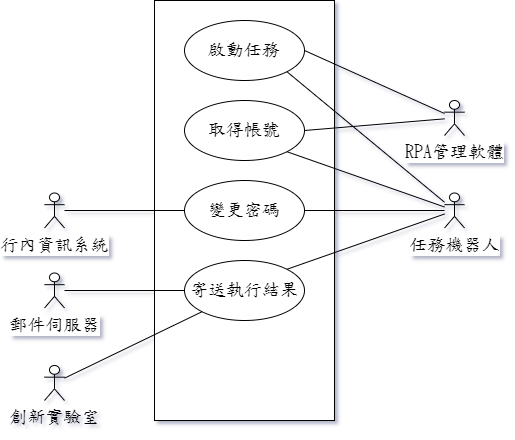 啟動任務
取得帳號
RPA管理軟體
變更密碼
行內資訊系統
任務機器人
寄送執行結果
郵件伺服器
創新實驗室